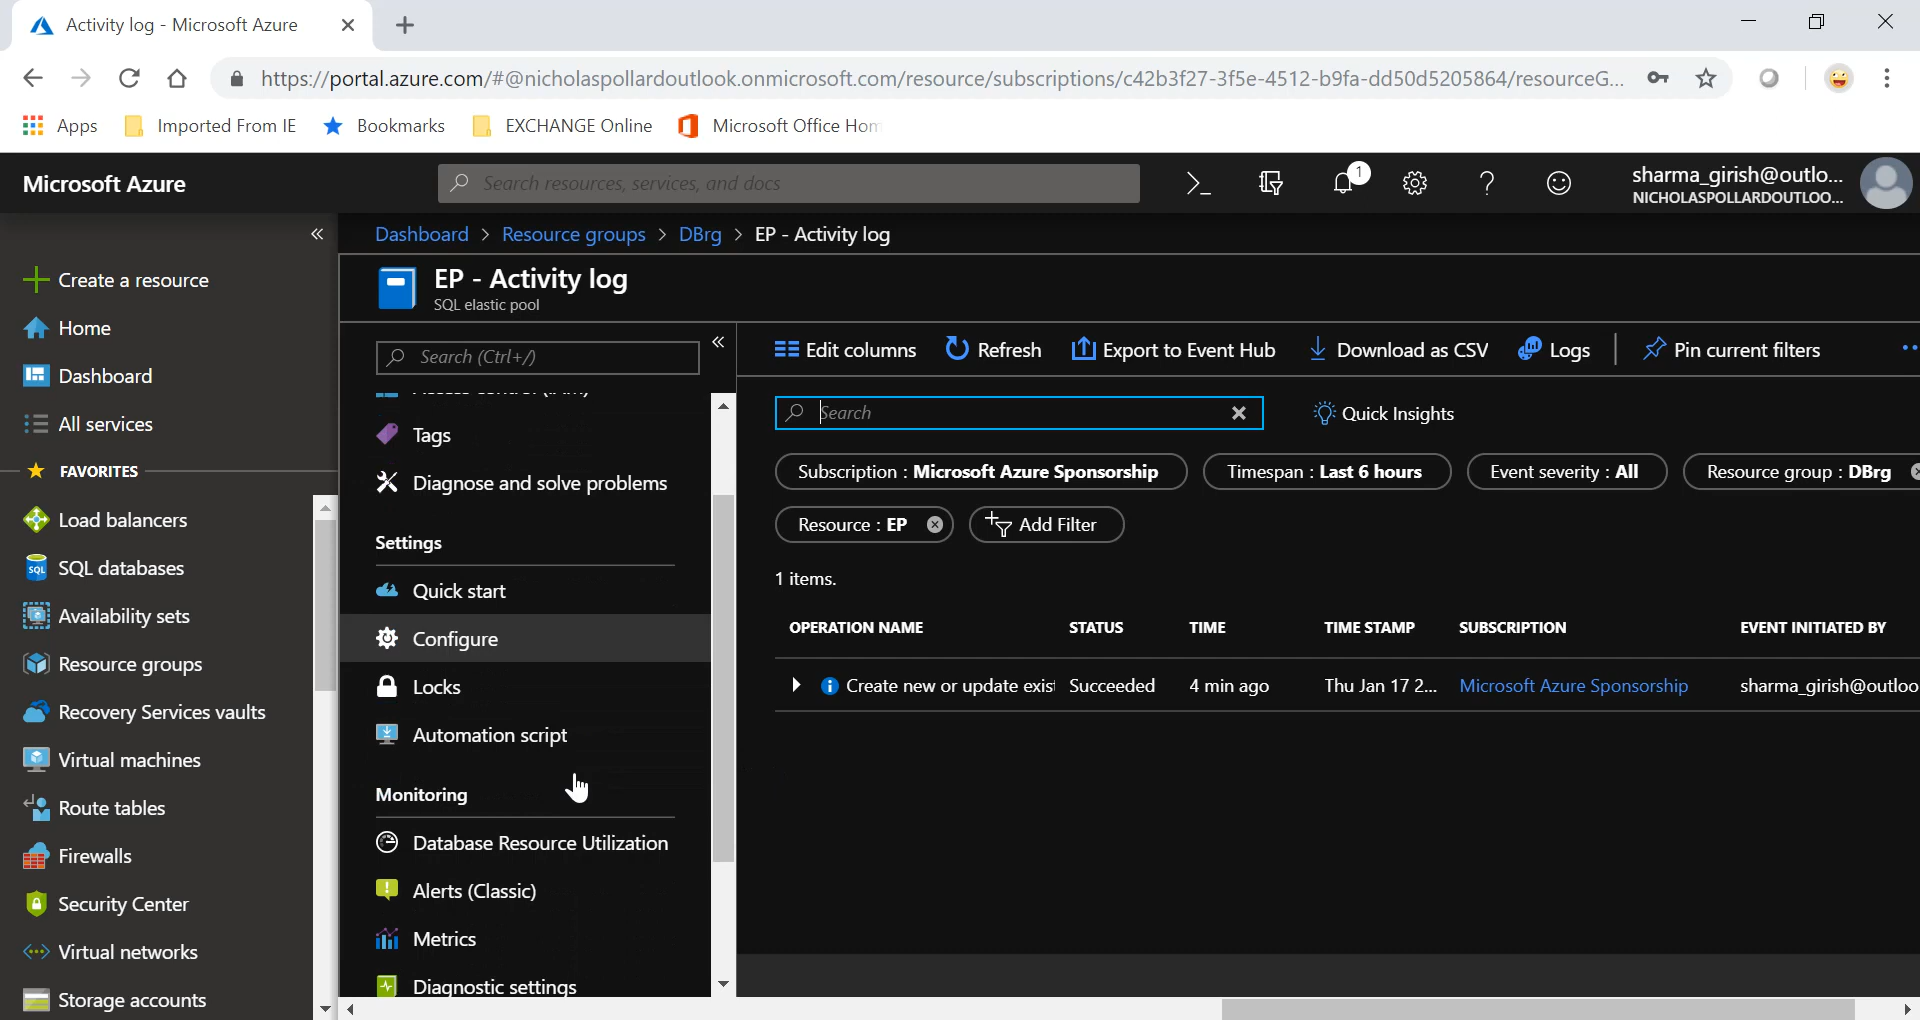 Activity log - Microsoft Azure
https://portal.azure.com/#@nicholaspollardoutlook.onmicrosoft.com/resource/subscriptions/c42b3f27-3f5e-4512-b9fa-dd50d5205864/resourceG...
Apps Imported From IE Bookmarks EXCHANGE Online Microsoft Office Hom
Microsoft Azure
Search resources, services, and docs
1
sharma_girish@outlo...
NICHOLASPOLLARDOUTLOO...
Dashboard > Resource groups > DBrg > EP - Activity log
EP - Activity log
SQL elastic pool
Create a resource
Home
Dashboard
All services
FAVORITES
Load balancers
SQL databases
Availability sets
Resource groups
Recovery Services vaults
Virtual machines
Route tables
Firewalls
Security Center
Virtual networks
Storage accounts
Search (Ctrl+/)
Tags
Diagnose and solve problems
Settings
Quick start
Configure
Locks
Automation script
Monitoring
Database Resource Utilization
Alerts (Classic)
Metrics
Diagnostic settings
Edit columns Refresh Export to Event Hub Download as CSV Logs Pin current filters
Search
Quick Insights
Subscription : Microsoft Azure Sponsorship Timespan : Last 6 hours Event severity : All Resource group : DBrg
Resource : EP Add Filter
1 items.
OPERATION NAME STATUS TIME TIME STAMP SUBSCRIPTION EVENT INITIATED BY
Create new or update exist Succeeded 4 min ago Thu Jan 17 2... Microsoft Azure Sponsorship sharma_girish@outloo